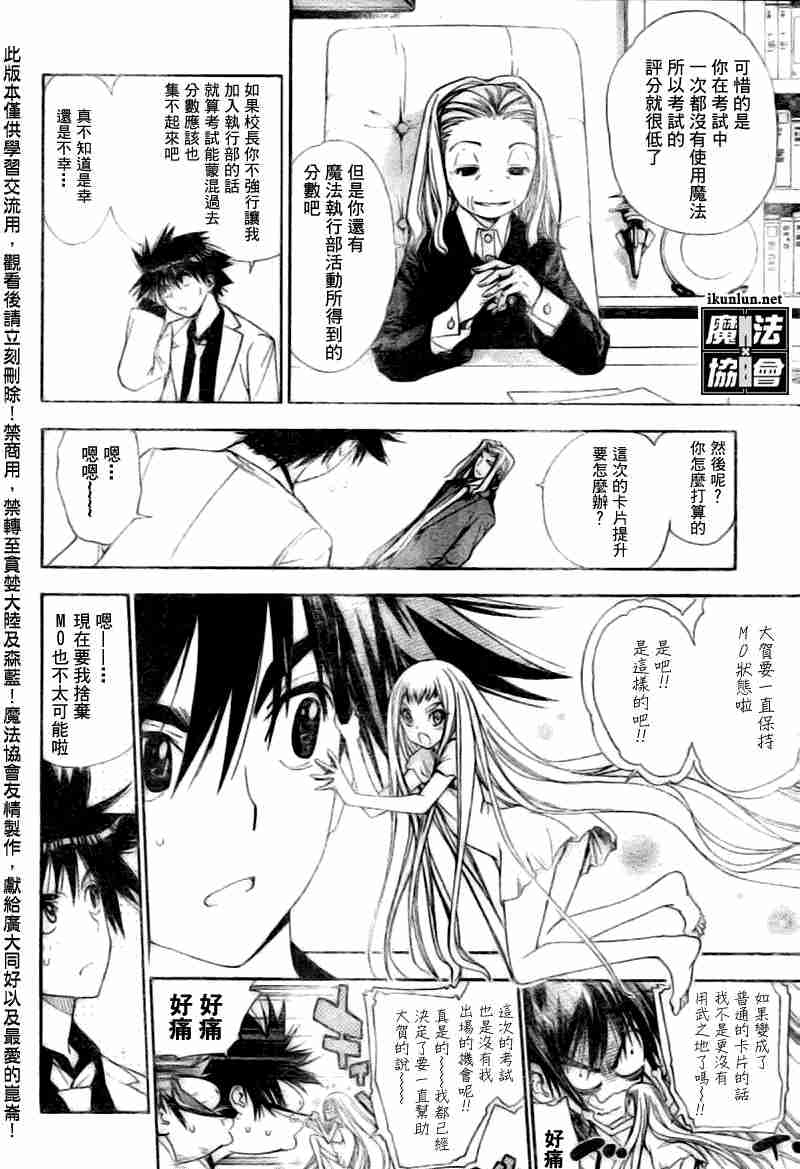 可惜的是
你在考試中
一次都沒有使用魔法
所以考試的
評分就很低了
但是你還有
魔法執行部活動所得到的
分數吧
如果校長你不強行讓我
加入執行部的話
就算考試能蒙混過去
分數應該也
集不起來吧
真不知道是幸
還是不幸…
ikunlun.net
魔法
M×B
協會
然後呢?
你怎麼打算的
這次的卡片提升
要怎麼辦?
嗯…
嗯嗯~~~~
大賀要一直保持
M0狀態啦
是吧!!
是這樣的吧!!
嗯——…
現在要我捨棄
M0也不太可能啦
如果變成了
普通的卡片的話
我不是更沒有
用武之地了嗎~!!
好痛
這次的考試
也是沒有我
出場的機會呢!!
真是的~~我都已經
決定了要一直幫助
大賀的說~~
好痛
好痛
此版本僅供學習交流用，觀看後請立刻刪除！禁商用，禁轉至貪婪大陸及森藍！魔法協會友情製作，獻給廣大同好以及最愛的崑崙！